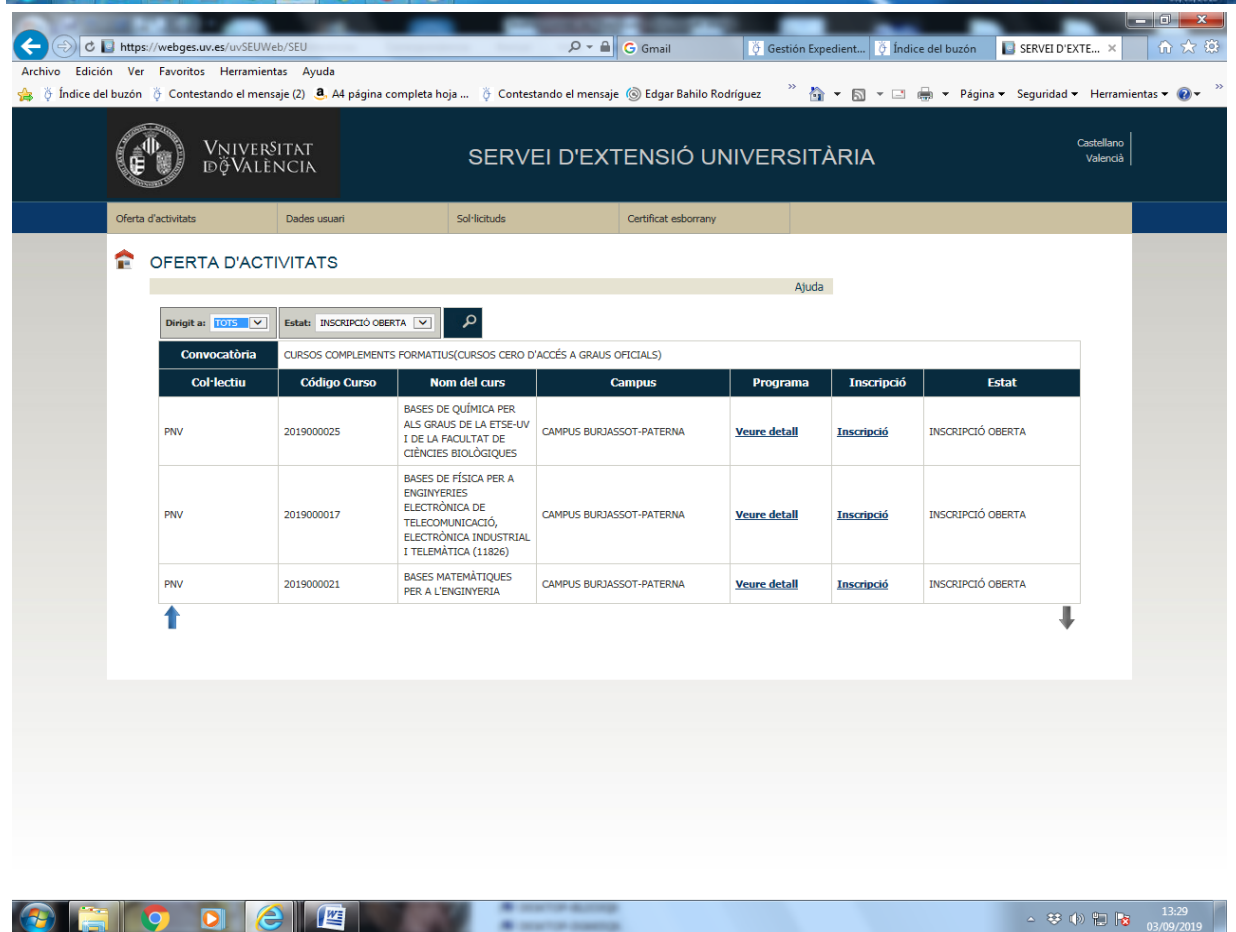 https://webges.uv.es/uvSEUWeb/SEU
Gmail
Gestión Expedient...
Índice del buzón
SERVEI D'EXTE...
Archivo Edición Ver Favoritos Herramientas Ayuda
Índice del buzón Contestando el mensaje (2) A4 página completa hoja ... Contestando el mensaje Edgar Bahilo Rodríguez » Página Seguridad Herramientas »
VNIVERSITAT
D VALÈNCIA
SERVEI D'EXTENSIÓ UNIVERSITÀRIA
Castellano
Valencià
Oferta d'activitats Dades usuari Sol·licituds Certificat esborrany
OFERTA D'ACTIVITATS
Ajuda
Dirigit a: TOTS Estat: INSCRIPCIÓ OBERTA
Convocatòria CURSOS COMPLEMENTS FORMATIUS(CURSOS CERO D'ACCÉS A GRAUS OFICIALS)
Col·lectiu Código Curso Nom del curs Campus Programa Inscripció Estat
BASES DE QUÍMICA PER
ALS GRAUS DE LA ETSE-UV
I DE LA FACULTAT DE
CIÈNCIES BIOLÒGIQUES
PNV 2019000025 CAMPUS BURJASSOT-PATERNA Veure detall Inscripció INSCRIPCIÓ OBERTA
BASES DE FÍSICA PER A
ENGINYERIES
ELECTRÒNICA DE
TELECOMUNICACIÓ,
ELECTRÒNICA INDUSTRIAL
I TELEMÀTICA (11826)
PNV 2019000017 CAMPUS BURJASSOT-PATERNA Veure detall Inscripció INSCRIPCIÓ OBERTA
BASES MATEMÀTIQUES
PER A L'ENGINYERIA
PNV 2019000021 CAMPUS BURJASSOT-PATERNA Veure detall Inscripció INSCRIPCIÓ OBERTA
13:29
03/09/2019